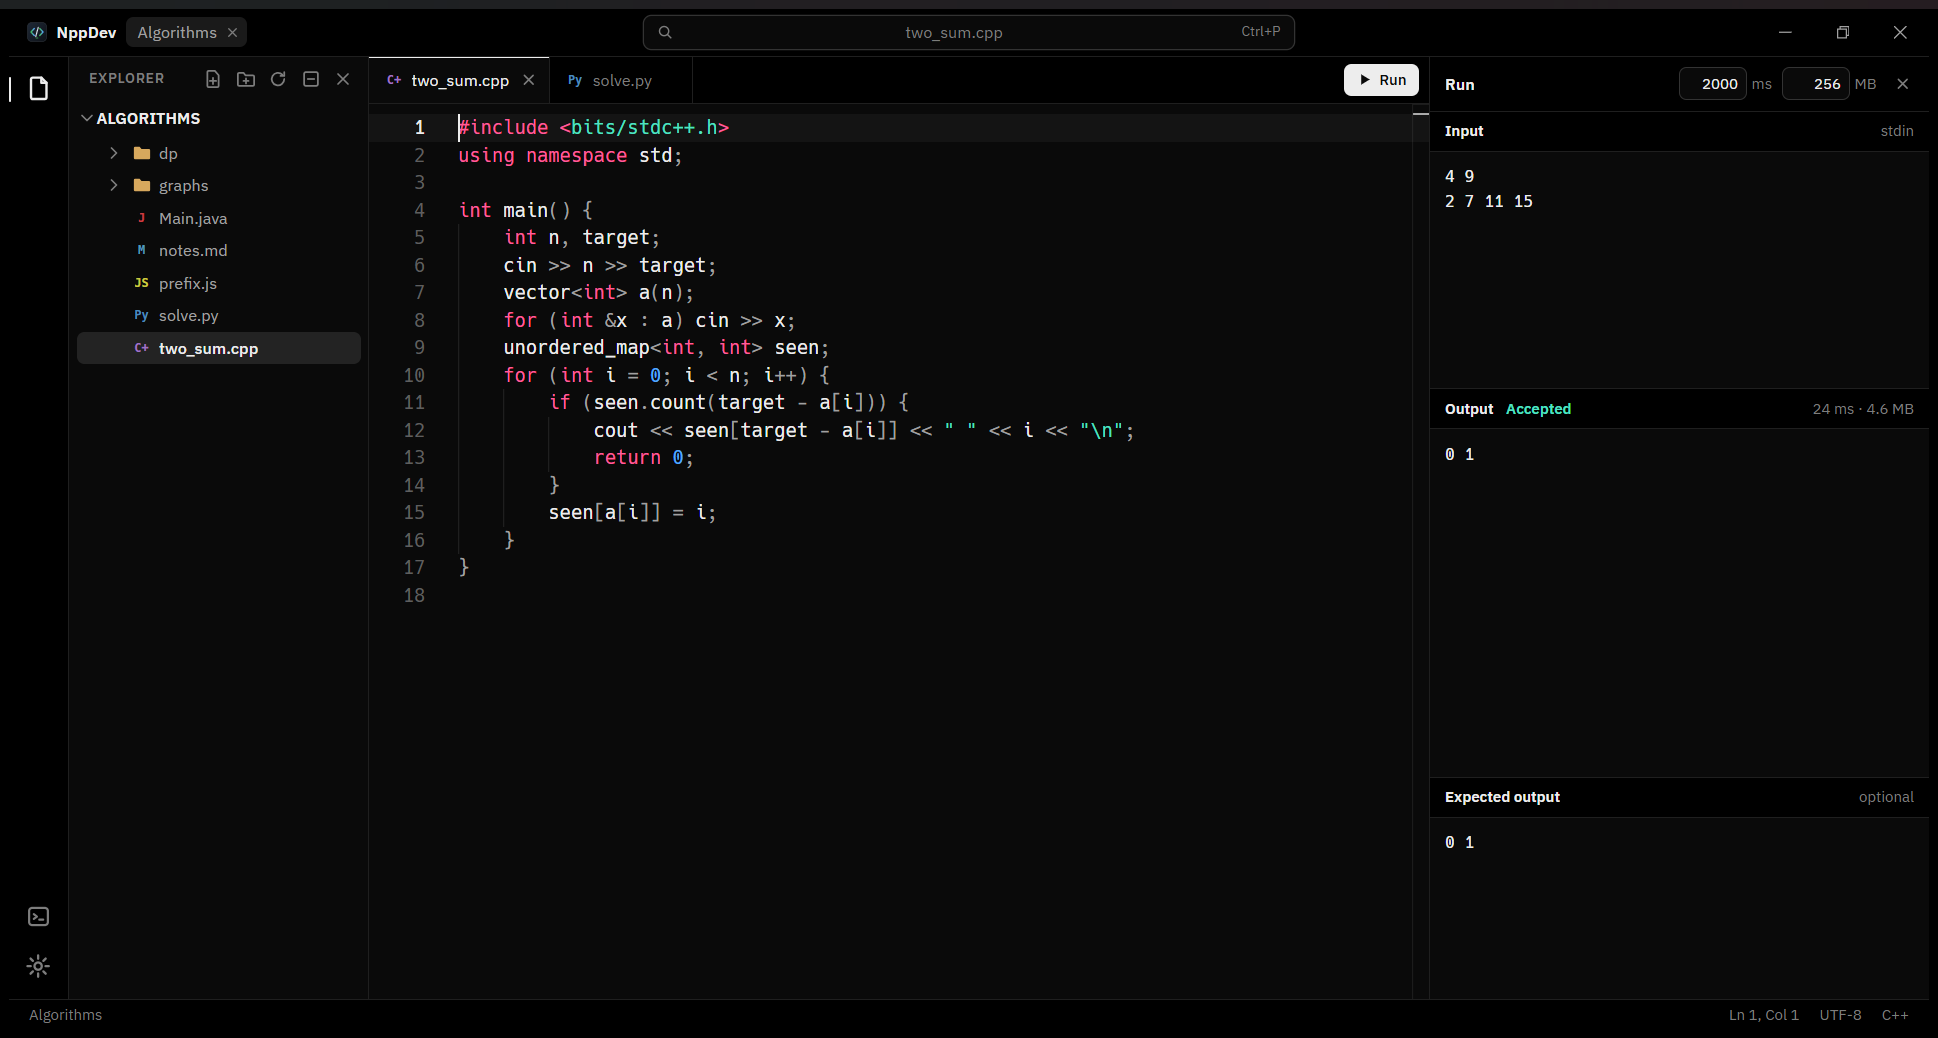 NppDev Algorithms two_sum.cpp Ctrl+P
EXPLORER
ALGORITHMS
dp
graphs
J Main.java
M notes.md
JS prefix.js
Py solve.py
C+ two_sum.cpp
C+ two_sum.cpp Py solve.py Run
1 #include <bits/stdc++.h>
2 using namespace std;
3
4 int main() {
5     int n, target;
6     cin >> n >> target;
7     vector<int> a(n);
8     for (int &x : a) cin >> x;
9     unordered_map<int, int> seen;
10     for (int i = 0; i < n; i++) {
11         if (seen.count(target - a[i])) {
12             cout << seen[target - a[i]] << " " << i << "\n";
13             return 0;
14         }
15         seen[a[i]] = i;
16     }
17 }
18
Run 2000 ms 256 MB
Input stdin
4 9
2 7 11 15
Output Accepted 24 ms · 4.6 MB
0 1
Expected output optional
0 1
Algorithms Ln 1, Col 1 UTF-8 C++